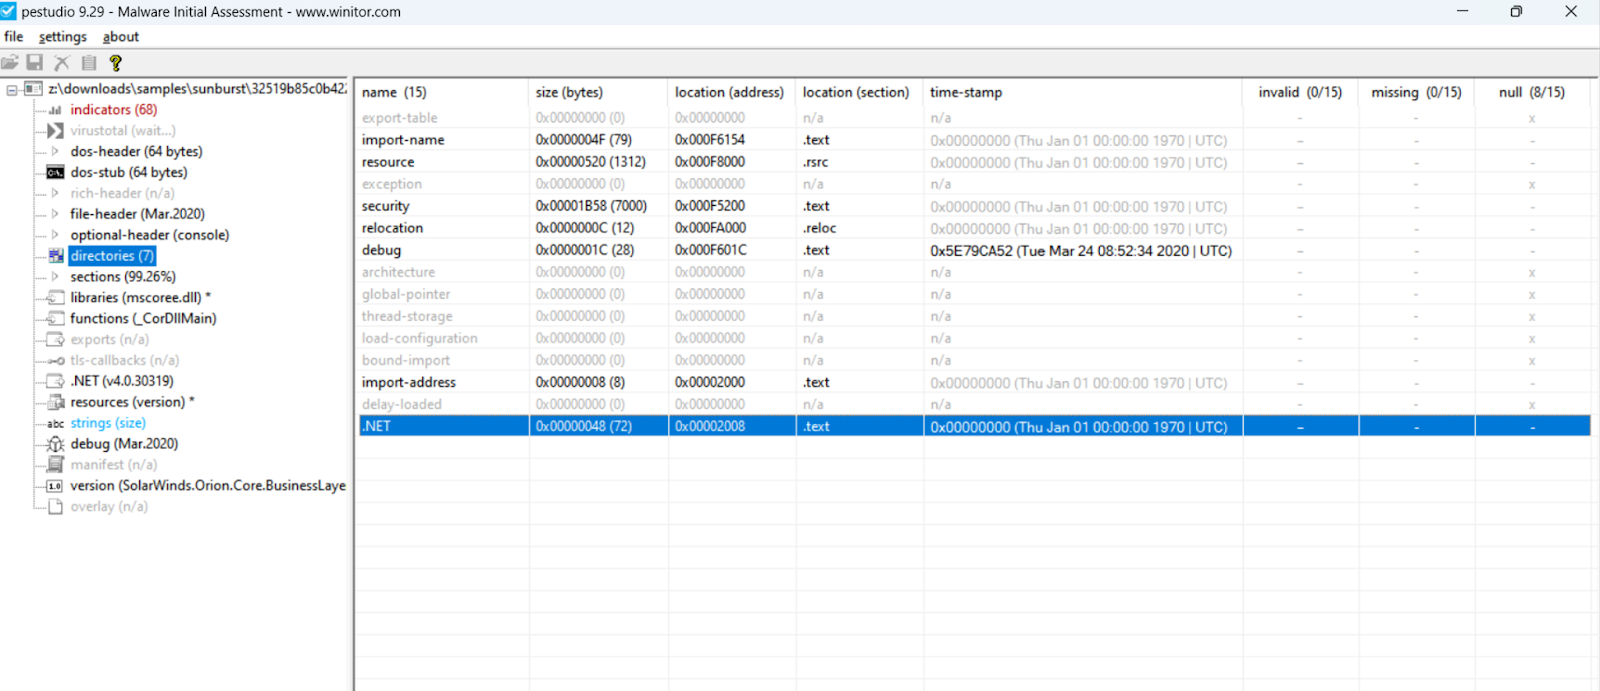 pestudio 9.29 - Malware Initial Assessment - www.winitor.com
file settings about
z:\downloads\samples\sunburst\32519b85c0b422
indicators (68)
virustotal (wait...)
dos-header (64 bytes)
dos-stub (64 bytes)
rich-header (n/a)
file-header (Mar.2020)
optional-header (console)
directories (7)
sections (99.26%)
libraries (mscoree.dll) *
functions (_CorDllMain)
exports (n/a)
tls-callbacks (n/a)
.NET (v4.0.30319)
resources (version) *
abc strings (size)
debug (Mar.2020)
manifest (n/a)
1.0 version (SolarWinds.Orion.Core.BusinessLaye
overlay (n/a)
name (15) size (bytes) location (address) location (section) time-stamp invalid (0/15) missing (0/15) null (8/15)
export-table 0x00000000 (0) 0x00000000 n/a n/a - - x
import-name 0x0000004F (79) 0x000F6154 .text 0x00000000 (Thu Jan 01 00:00:00 1970 | UTC) - - -
resource 0x00000520 (1312) 0x000F8000 .rsrc 0x00000000 (Thu Jan 01 00:00:00 1970 | UTC) - - -
exception 0x00000000 (0) 0x00000000 n/a n/a - - x
security 0x00001B58 (7000) 0x000F5200 .text 0x00000000 (Thu Jan 01 00:00:00 1970 | UTC) - - -
relocation 0x0000000C (12) 0x000FA000 .reloc 0x00000000 (Thu Jan 01 00:00:00 1970 | UTC) - - -
debug 0x0000001C (28) 0x000F601C .text 0x5E79CA52 (Tue Mar 24 08:52:34 2020 | UTC) - - -
architecture 0x00000000 (0) 0x00000000 n/a n/a - - x
global-pointer 0x00000000 (0) 0x00000000 n/a n/a - - x
thread-storage 0x00000000 (0) 0x00000000 n/a n/a - - x
load-configuration 0x00000000 (0) 0x00000000 n/a n/a - - x
bound-import 0x00000000 (0) 0x00000000 n/a n/a - - x
import-address 0x00000008 (8) 0x00002000 .text 0x00000000 (Thu Jan 01 00:00:00 1970 | UTC) - - -
delay-loaded 0x00000000 (0) 0x00000000 n/a n/a - - x
.NET 0x00000048 (72) 0x00002008 .text 0x00000000 (Thu Jan 01 00:00:00 1970 | UTC) - - -